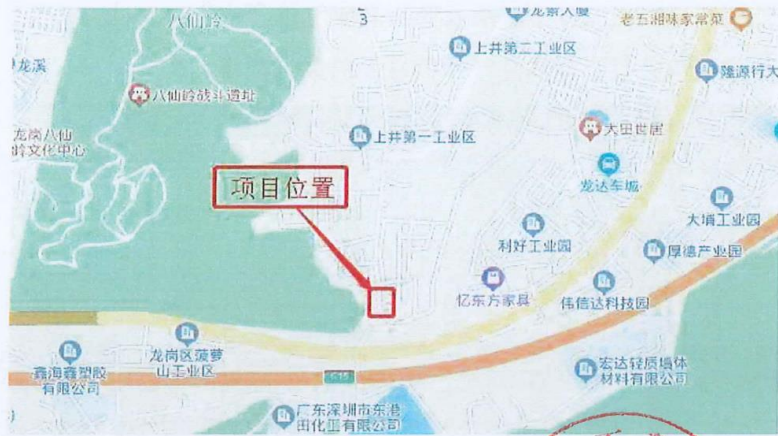 八仙岭
龙景大厦
老五湘味家常菜
上井第二工业区
隆源行大
龙溪
八仙岭战斗遗址
龙岗八仙
岭文化中心
上井第一工业区
大田世居
龙达车城
项目位置
大埔工业园
利好工业园
厚德产业园
亿东方家具
伟信达科技园
龙岗区菠萝
山工业区
鑫海鑫塑胶
有限公司
G15
宏达轻质墙体
材料有限公司
广东深圳市东港
田化工有限公司